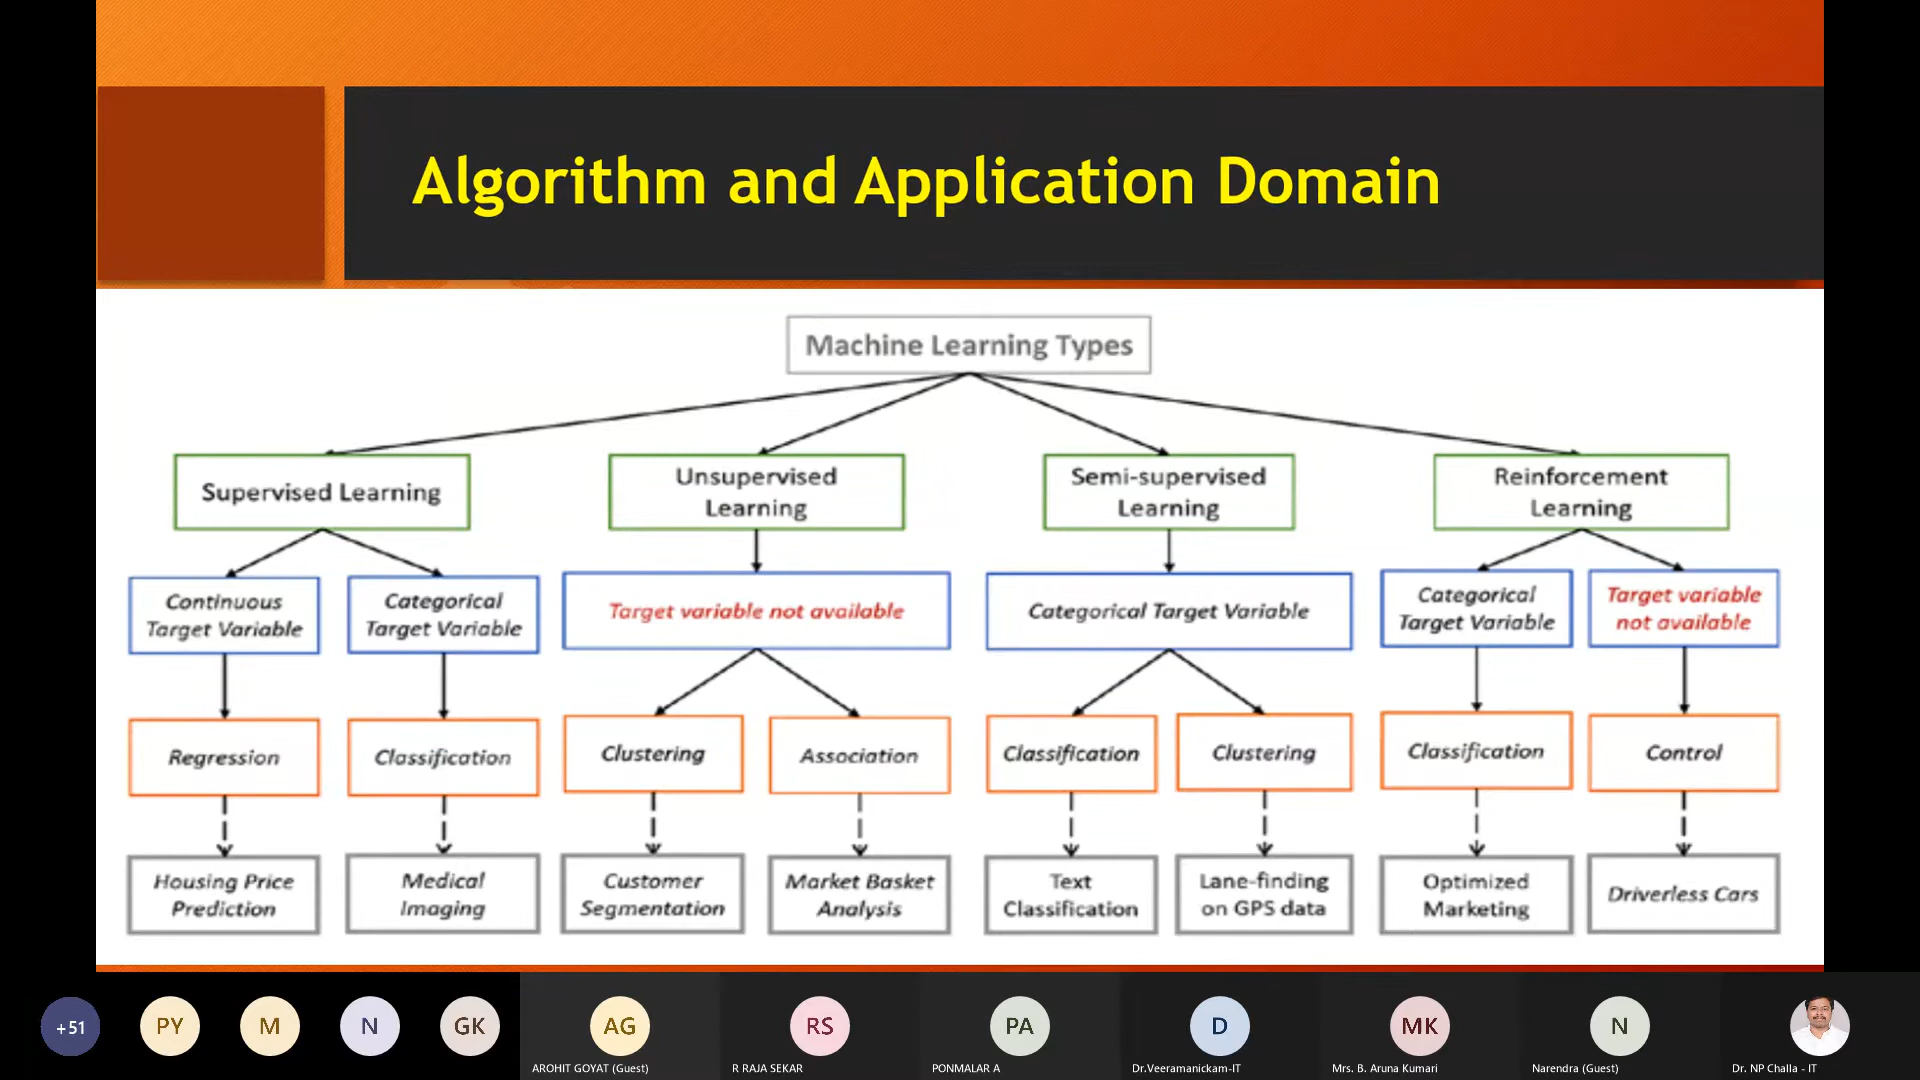 Algorithm and Application Domain
Machine Learning Types
Supervised Learning
Unsupervised
Learning
Semi-supervised
Learning
Reinforcement
Learning
Continuous
Target Variable
Categorical
Target Variable
Target variable not available
Categorical Target Variable
Categorical
Target Variable
Target variable
not available
Regression
Classification
Clustering
Association
Classification
Clustering
Classification
Control
Housing Price
Prediction
Medical
Imaging
Customer
Segmentation
Market Basket
Analysis
Text
Classification
Lane-finding
on GPS data
Optimized
Marketing
Driverless Cars
+51
PY
M
N
GK
AG
RS
PA
D
MK
N
AROHIT GOYAT (Guest)
R RAJA SEKAR
PONMALAR A
Dr.Veeramanickam-IT
Mrs. B. Aruna Kumari
Narendra (Guest)
Dr. NP Challa - IT